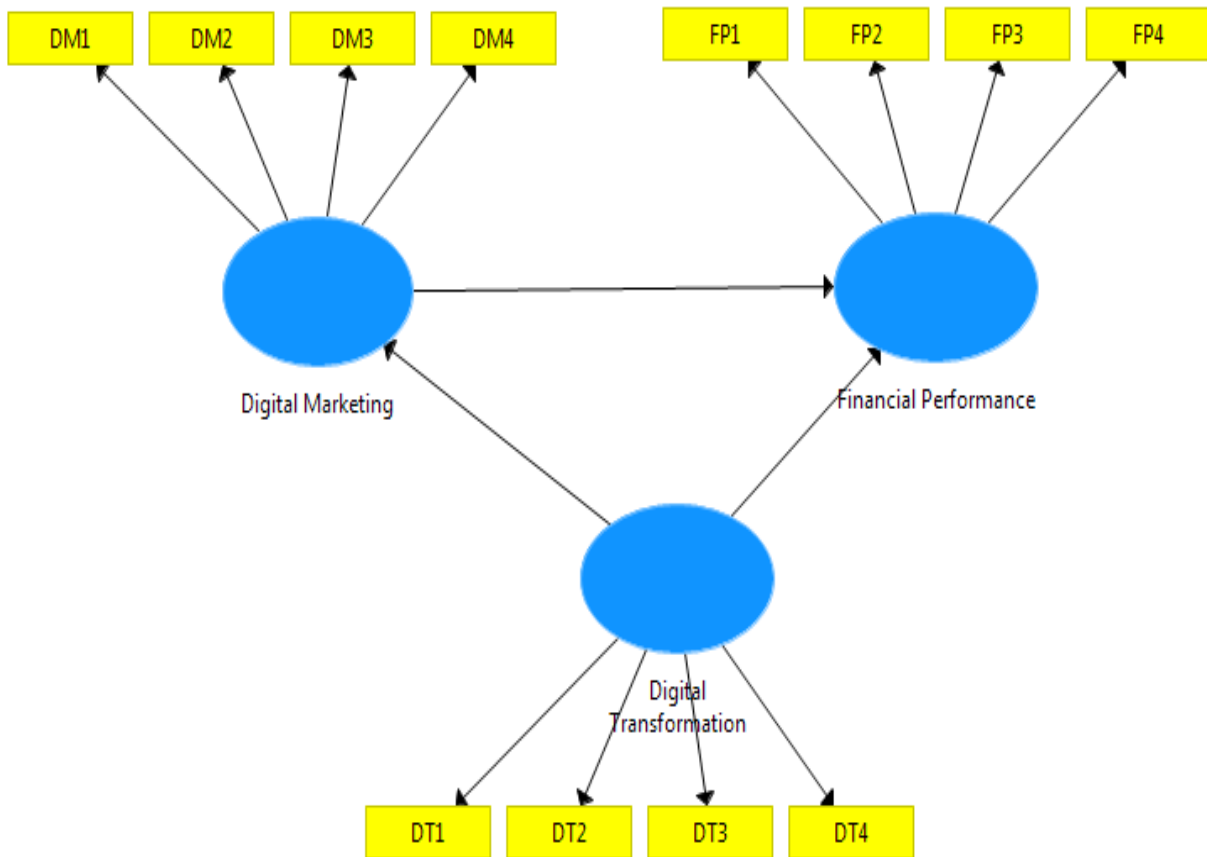 DM1
DM2
DM3
DM4
FP1
FP2
FP3
FP4
Digital Marketing
Financial Performance
Digital
Transformation
DT1
DT2
DT3
DT4